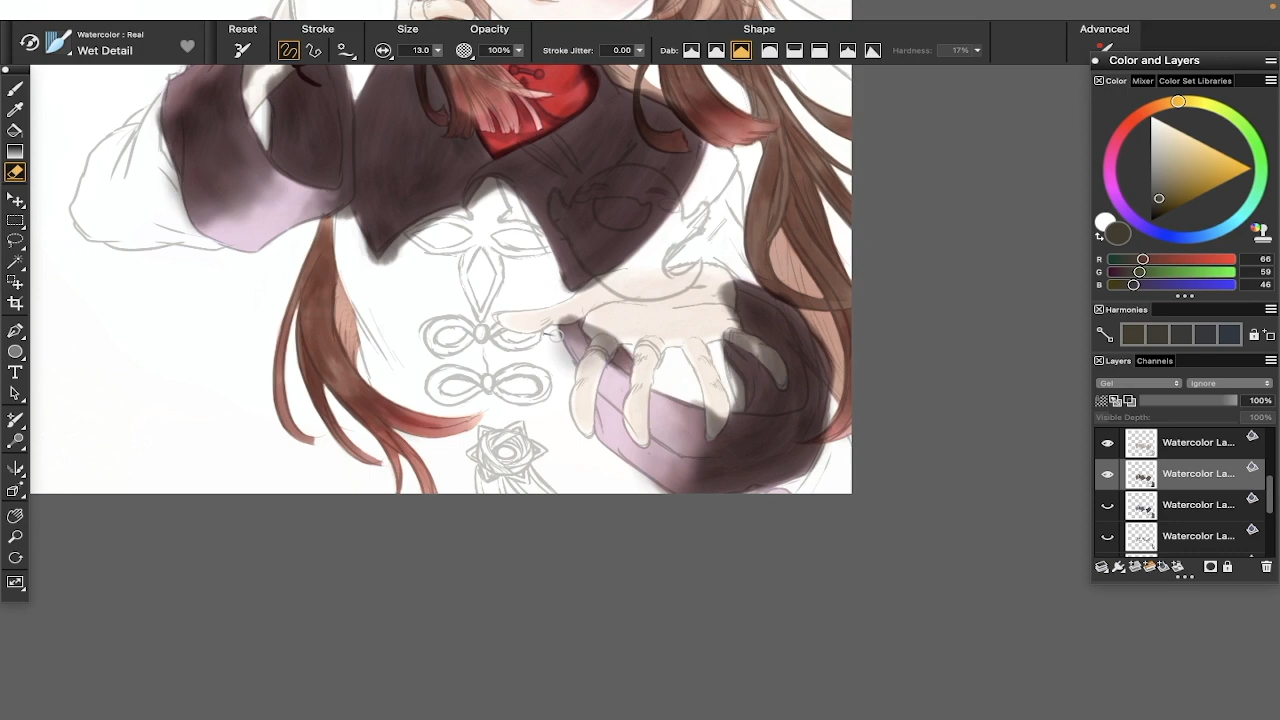 Watercolor : Real
Wet Detail
Reset
Stroke
Size
13.0
Opacity
100%
Stroke Jitter: 0.00
Shape
Dab:
Hardness: 17%
Advanced
Color and Layers
Color Mixer Color Set Libraries
R 66
G 59
B 46
Harmonies
Layers Channels
Gel Ignore
100%
Visible Depth: 100%
Watercolor La...
Watercolor La...
Watercolor La...
Watercolor La...